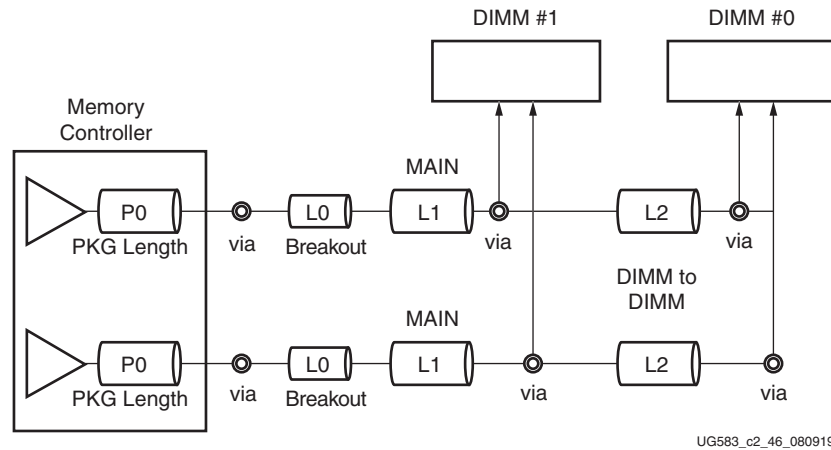 DIMM #1
DIMM #0
Memory
Controller
MAIN
P0
L0
L1
L2
PKG Length
via
Breakout
via
via
DIMM to
DIMM
MAIN
P0
L0
L1
L2
PKG Length
via
Breakout
via
via
UG583_c2_46_080919